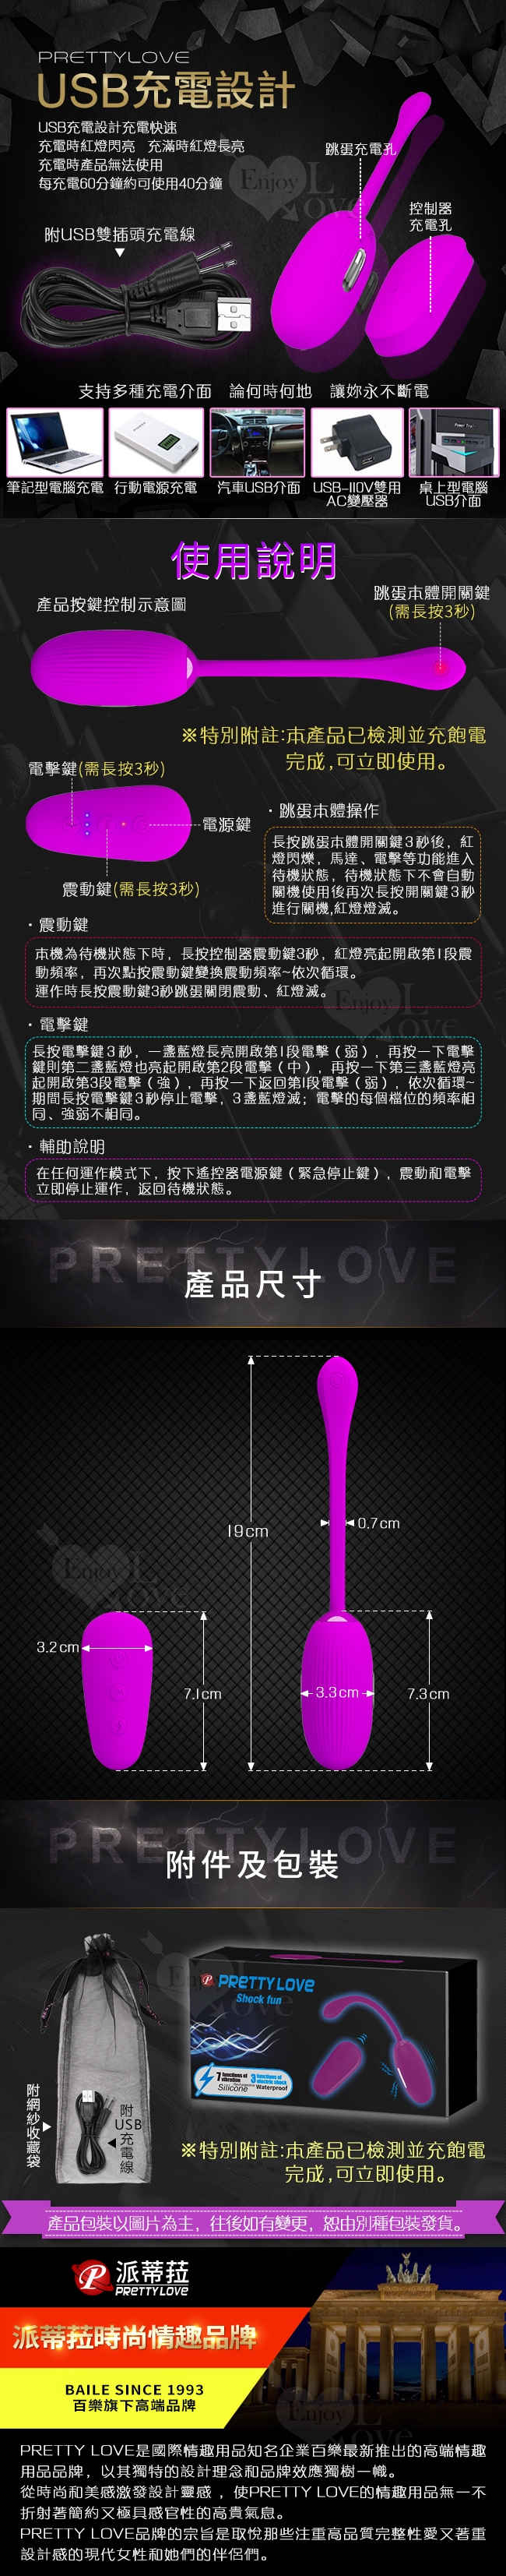 PRETTYLOVE
USB充電設計
USB充電設計充電快速
充電時紅燈閃亮 充滿時紅燈長亮
充電時產品無法使用
每充電60分鐘約可使用40分鐘
跳蛋充電孔
控制器
充電孔
附USB雙插頭充電線
Enjoy Love
支持多種充電介面 論何時何地 讓妳永不斷電
筆記型電腦充電
行動電源充電
汽車USB介面
USB-110V雙用
AC變壓器
桌上型電腦
USB介面
使用說明
產品按鍵控制示意圖
跳蛋本體開關鍵
(需長按3秒)
※特別附註:本產品已檢測並充飽電
完成,可立即使用。
電擊鍵(需長按3秒)
電源鍵
震動鍵(需長按3秒)
·跳蛋本體操作
長按跳蛋本體開關鍵3秒後，紅
燈閃爍，馬達、電擊等功能進入
待機狀態，待機狀態下不會自動
關機使用後再次長按開關鍵3秒
進行關機,紅燈燈滅。
·震動鍵
本機為待機狀態下時，長按控制器震動鍵3秒，紅燈亮起開啟第1段震
動頻率，再次點按震動鍵變換震動頻率~依次循環。
運作時長按震動鍵3秒跳蛋關閉震動、紅燈滅。
Enjoy Love
·電擊鍵
長按電擊鍵3秒，一盞藍燈長亮開啟第1段電擊（弱），再按一下電擊
鍵則第二盞藍燈也亮起開啟第2段電擊（中），再按一下第三盞藍燈亮
起開啟第3段電擊（強），再按一下返回第1段電擊（弱），依次循環~
期間長按電擊鍵3秒停止電擊，3盞藍燈滅；電擊的每個檔位的頻率相
同、強弱不相同。
·輔助說明
在任何運作模式下，按下遙控器電源鍵（緊急停止鍵），震動和電擊
立即停止運作，返回待機狀態。
PRETTYLOVE
產品尺寸
19cm
0.7cm
Enjoy Love
3.2cm
7.1cm
3.3cm
7.3cm
PRETTYLOVE
附件及包裝
Enjoy Love
PRETTY LOVE
Shock fun
7 functions of vibration
3 functions of electric shock
Silicone Waterproof
附網紗收藏袋
附USB充電線
※特別附註:本產品已檢測並充飽電
完成,可立即使用。
產品包裝以圖片為主，往後如有變更，恕由別種包裝發貨。
派蒂菈
PRETTYLOVE
派蒂菈時尚情趣品牌
BAILE SINCE 1993
百樂旗下高端品牌
Enjoy Love
PRETTY LOVE是國際情趣用品知名企業百樂最新推出的高端情趣
用品品牌，以其獨特的設計理念和品牌效應獨樹一幟。
從時尚和美感激發設計靈感，使PRETTY LOVE的情趣用品無一不
折射著簡約又極具感官性的高貴氣息。
PRETTY LOVE品牌的宗旨是取悅那些注重高品質完整性愛又著重
設計感的現代女性和她們的伴侶們。